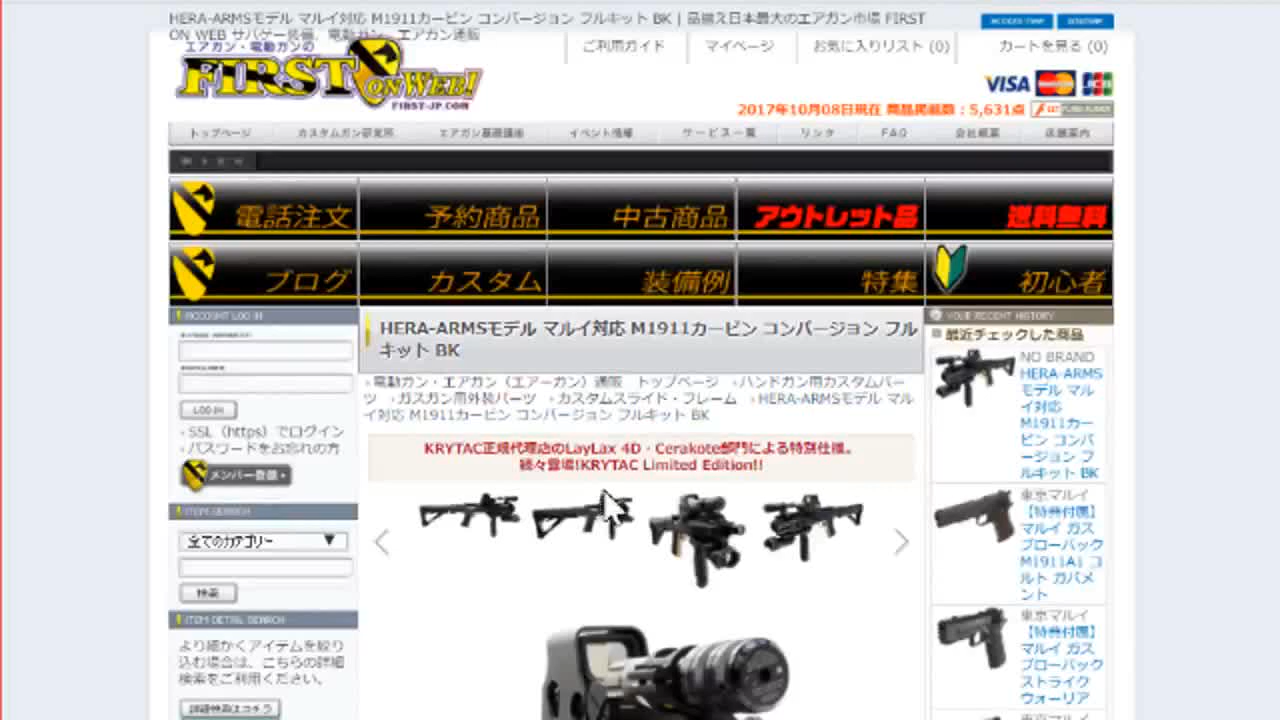 HERA-ARMSモデル マルイ対応 M1911カービン コンバージョン フルキット BK | 品揃え日本最大のエアガン市場 FIRST
ON WEB サバゲー装備、電動ガン、エアガン通販
エアガン・電動ガンの
FIRST ON WEB!
FIRST-JP.COM
ご利用ガイド
マイページ
お気に入りリスト (0)
カートを見る (0)
VISA MasterCard JCB
2017年10月08日現在 商品掲載数：5,631点
トップページ
カスタムガン研究所
エアガン基礎講座
イベント情報
サービス一覧
リンク
FAQ
会社概要
店舗案内
電話注文
予約商品
中古商品
アウトレット品
送料無料
ブログ
カスタム
装備例
特集
初心者
ACCOUNT LOG IN
LOG IN
SSL（https）でログイン
パスワードをお忘れの方
メンバー登録
ITEM SEARCH
全てのカテゴリー
検索
ITEM DETAIL SEARCH
より細かくアイテムを絞り
込む場合は、こちらの詳細
検索をご利用ください。
詳細検索はコチラ
HERA-ARMSモデル マルイ対応 M1911カービン コンバージョン フル
キット BK
電動ガン・エアガン（エアーガン）通販 トップページ ›ハンドガン用カスタムパー
ツ ›ガスガン用外装パーツ ›カスタムスライド・フレーム ›HERA-ARMSモデル マル
イ対応 M1911カービン コンバージョン フルキット BK
KRYTAC正規代理店のLayLax 4D・Cerakote部門による特別仕様。
続々登場!KRYTAC Limited Edition!!
YOUR RECENT HISTORY
最近チェックした商品
NO BRAND
HERA-ARMS
モデル マル
イ対応
M1911カー
ビン コンバ
ージョン フ
ルキット BK
東京マルイ
【特典付属】
マルイ ガス
ブローバック
M1911A1 コ
ルト ガバメ
ント
東京マルイ
【特典付属】
マルイ ガス
ブローバック
ストライク
ウォーリア
東京マルイ